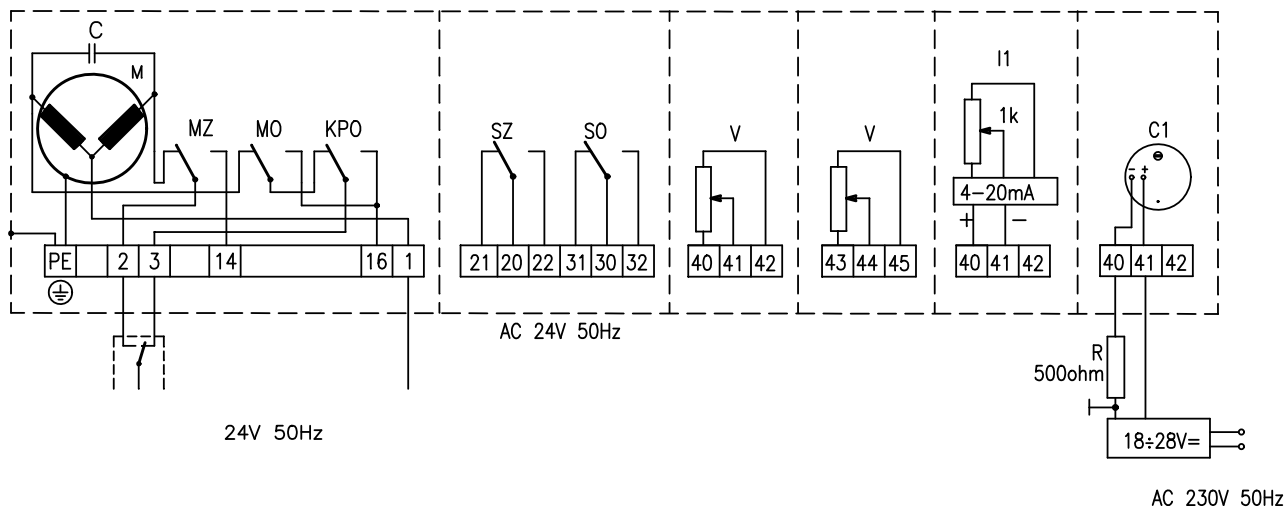 C
M
MZ
MO
KPO
SZ
SO
V
V
I1
1k
C1
- +
4-20mA
+ -
PE 2 3 14 16 1
21 20 22 31 30 32
40 41 42
43 44 45
40 41 42
40 41 42
AC 24V 50Hz
R
500ohm
24V 50Hz
18÷28V=
AC 230V 50Hz